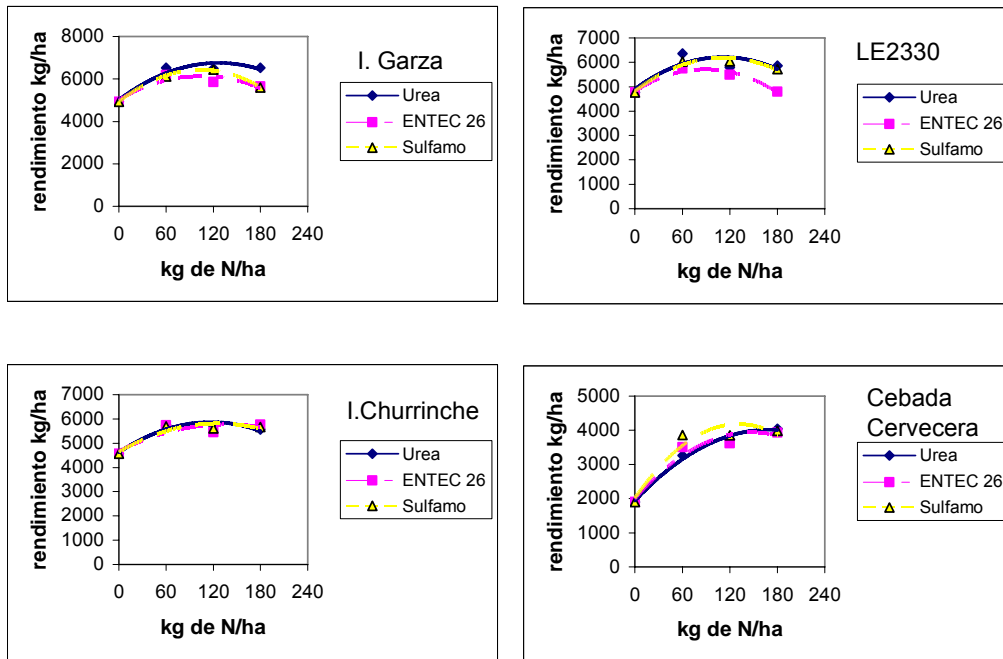 I. Garza
rendimiento kg/ha
8000
6000
4000
2000
0
0 60 120 180 240
kg de N/ha
Urea
ENTEC 26
Sulfamo
LE2330
rendimiento kg/ha
7000
6000
5000
4000
3000
2000
1000
0
0 60 120 180 240
kg de N/ha
Urea
ENTEC 26
Sulfamo
I.Churrinche
rendimiento kg/ha
7000
6000
5000
4000
3000
2000
1000
0
0 60 120 180 240
kg de N/ha
Urea
ENTEC 26
Sulfamo
Cebada
Cervecera
rendimiento kg/ha
5000
4000
3000
2000
1000
0
0 60 120 180 240
kg de N/ha
Urea
ENTEC 26
Sulfamo